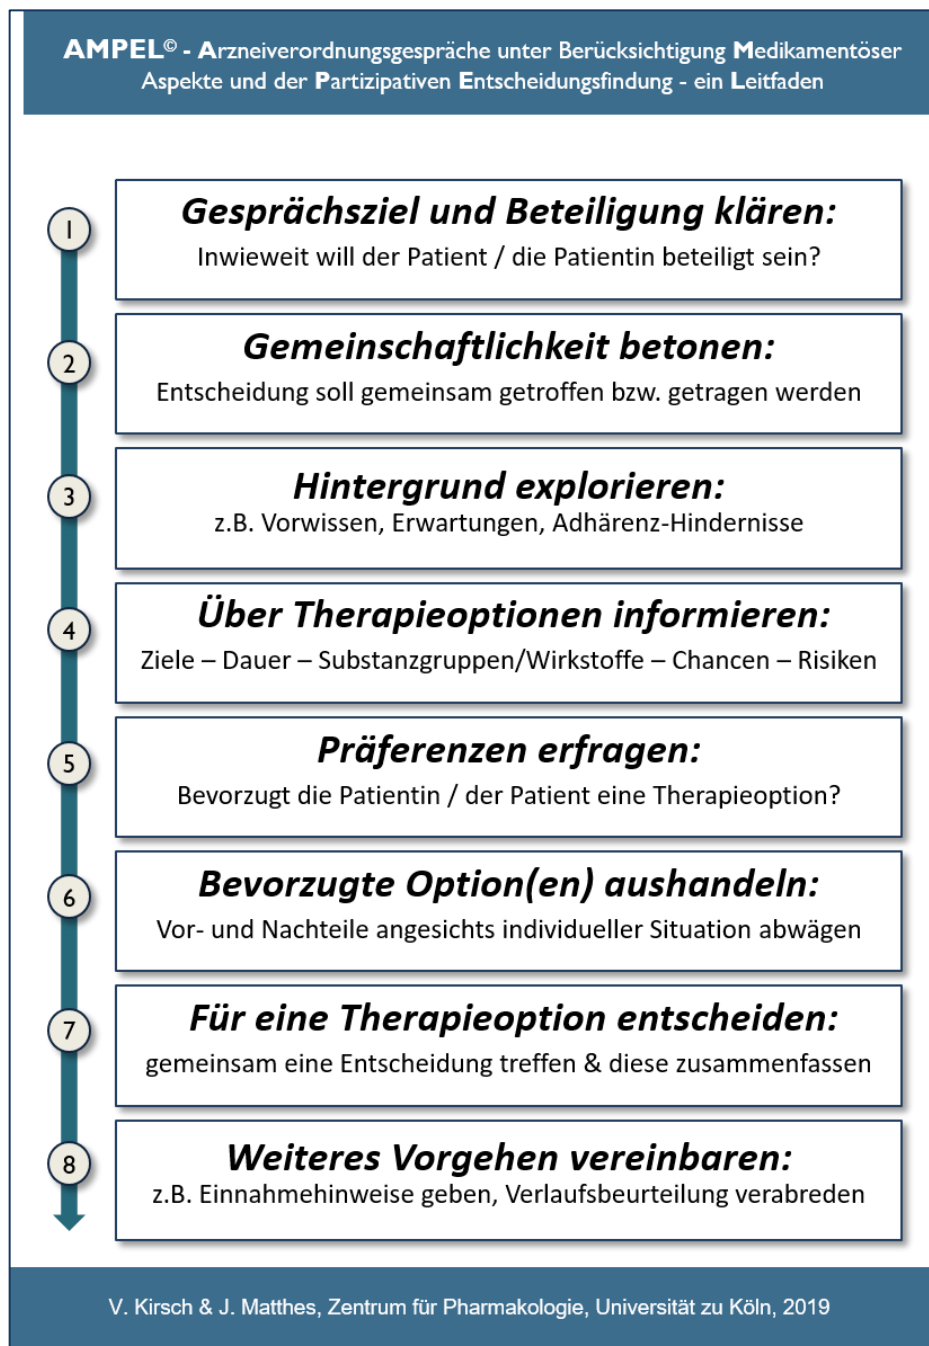 AMPEL© - Arzneiverordnungsgespräche unter Berücksichtigung Medikamentöser
Aspekte und der Partizipativen Entscheidungsfindung - ein Leitfaden
1
Gesprächsziel und Beteiligung klären:
Inwieweit will der Patient / die Patientin beteiligt sein?
2
Gemeinschaftlichkeit betonen:
Entscheidung soll gemeinsam getroffen bzw. getragen werden
3
Hintergrund explorieren:
z.B. Vorwissen, Erwartungen, Adhärenz-Hindernisse
4
Über Therapieoptionen informieren:
Ziele – Dauer – Substanzgruppen/Wirkstoffe – Chancen – Risiken
5
Präferenzen erfragen:
Bevorzugt die Patientin / der Patient eine Therapieoption?
6
Bevorzugte Option(en) aushandeln:
Vor- und Nachteile angesichts individueller Situation abwägen
7
Für eine Therapieoption entscheiden:
gemeinsam eine Entscheidung treffen & diese zusammenfassen
8
Weiteres Vorgehen vereinbaren:
z.B. Einnahmehinweise geben, Verlaufsbeurteilung verabreden
V. Kirsch & J. Matthes, Zentrum für Pharmakologie, Universität zu Köln, 2019